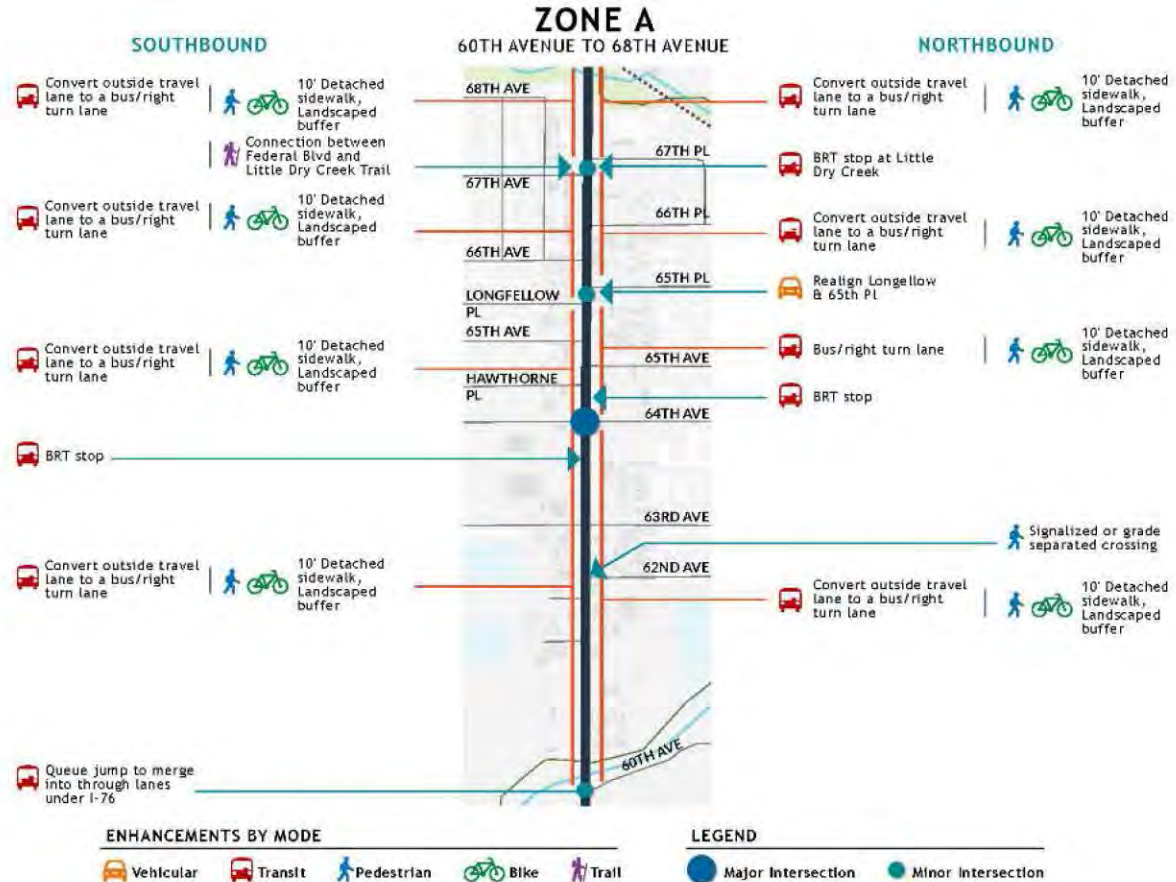 ZONE A
60TH AVENUE TO 68TH AVENUE
SOUTHBOUND
Convert outside travel
lane to a bus/right
turn lane
10' Detached
sidewalk,
Landscaped
buffer
Connection between
Federal Blvd and
Little Dry Creek Trail
Convert outside travel
lane to a bus/right
turn lane
10' Detached
sidewalk,
Landscaped
buffer
Convert outside travel
lane to a bus/right
turn lane
10' Detached
sidewalk,
Landscaped
buffer
BRT stop
Convert outside travel
lane to a bus/right
turn lane
10' Detached
sidewalk,
Landscaped
buffer
Queue jump to merge
into through lanes
under I-76
68TH AVE
67TH PL
67TH AVE
66TH PL
66TH AVE
65TH PL
LONGFELLOW
PL
65TH AVE
65TH AVE
HAWTHORNE
PL
64TH AVE
63RD AVE
62ND AVE
60TH AVE
NORTHBOUND
Convert outside travel
lane to a bus/right
turn lane
10' Detached
sidewalk,
Landscaped
buffer
BRT stop at Little
Dry Creek
Convert outside travel
lane to a bus/right
turn lane
10' Detached
sidewalk,
Landscaped
buffer
Realign Longellow
& 65th Pl
Bus/right turn lane
10' Detached
sidewalk,
Landscaped
buffer
BRT stop
Signalized or grade
separated crossing
Convert outside travel
lane to a bus/right
turn lane
10' Detached
sidewalk,
Landscaped
buffer
ENHANCEMENTS BY MODE
Vehicular
Transit
Pedestrian
Bike
Trail
LEGEND
Major Intersection
Minor Intersection